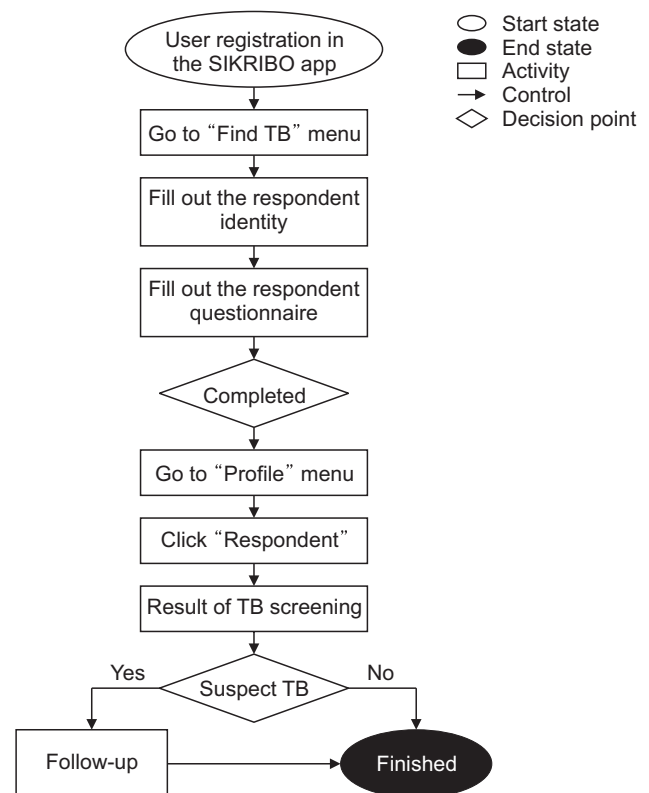 User registration in
the SIKRIBO app
Go to “Find TB” menu
Fill out the respondent
identity
Fill out the respondent
questionnaire
Completed
Go to “Profile” menu
Click “Respondent”
Result of TB screening
Yes
Suspect TB
No
Follow-up
Finished
Start state
End state
Activity
Control
Decision point